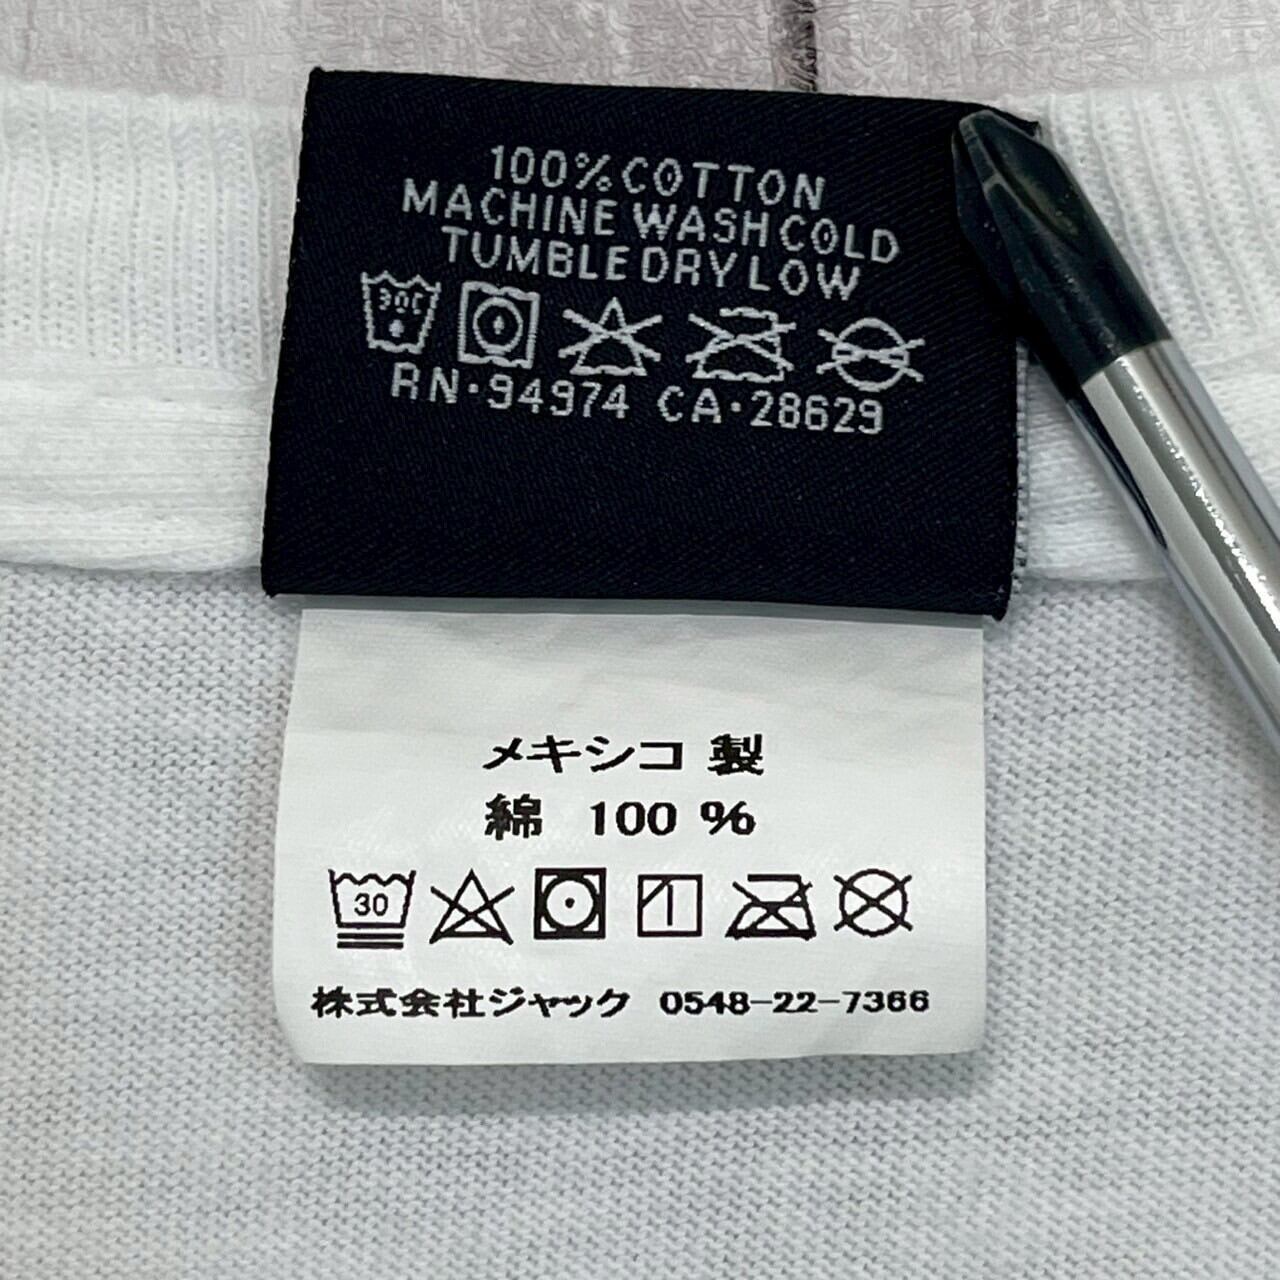 100% COTTON
MACHINE WASH COLD
TUMBLE DRY LOW
30C
RN·94974 CA·28629
メキシコ 製
綿 100 %
30
株式会社ジャック 0548-22-7366